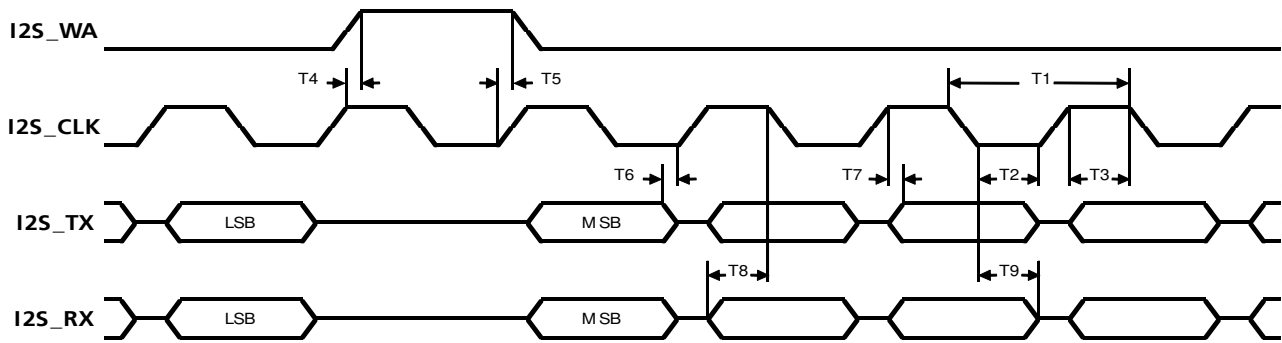 I2S_WA
T4
T5
T1
I2S_CLK
T6
T7
T2
T3
I2S_TX
LSB
MSB
T8
T9
I2S_RX
LSB
MSB